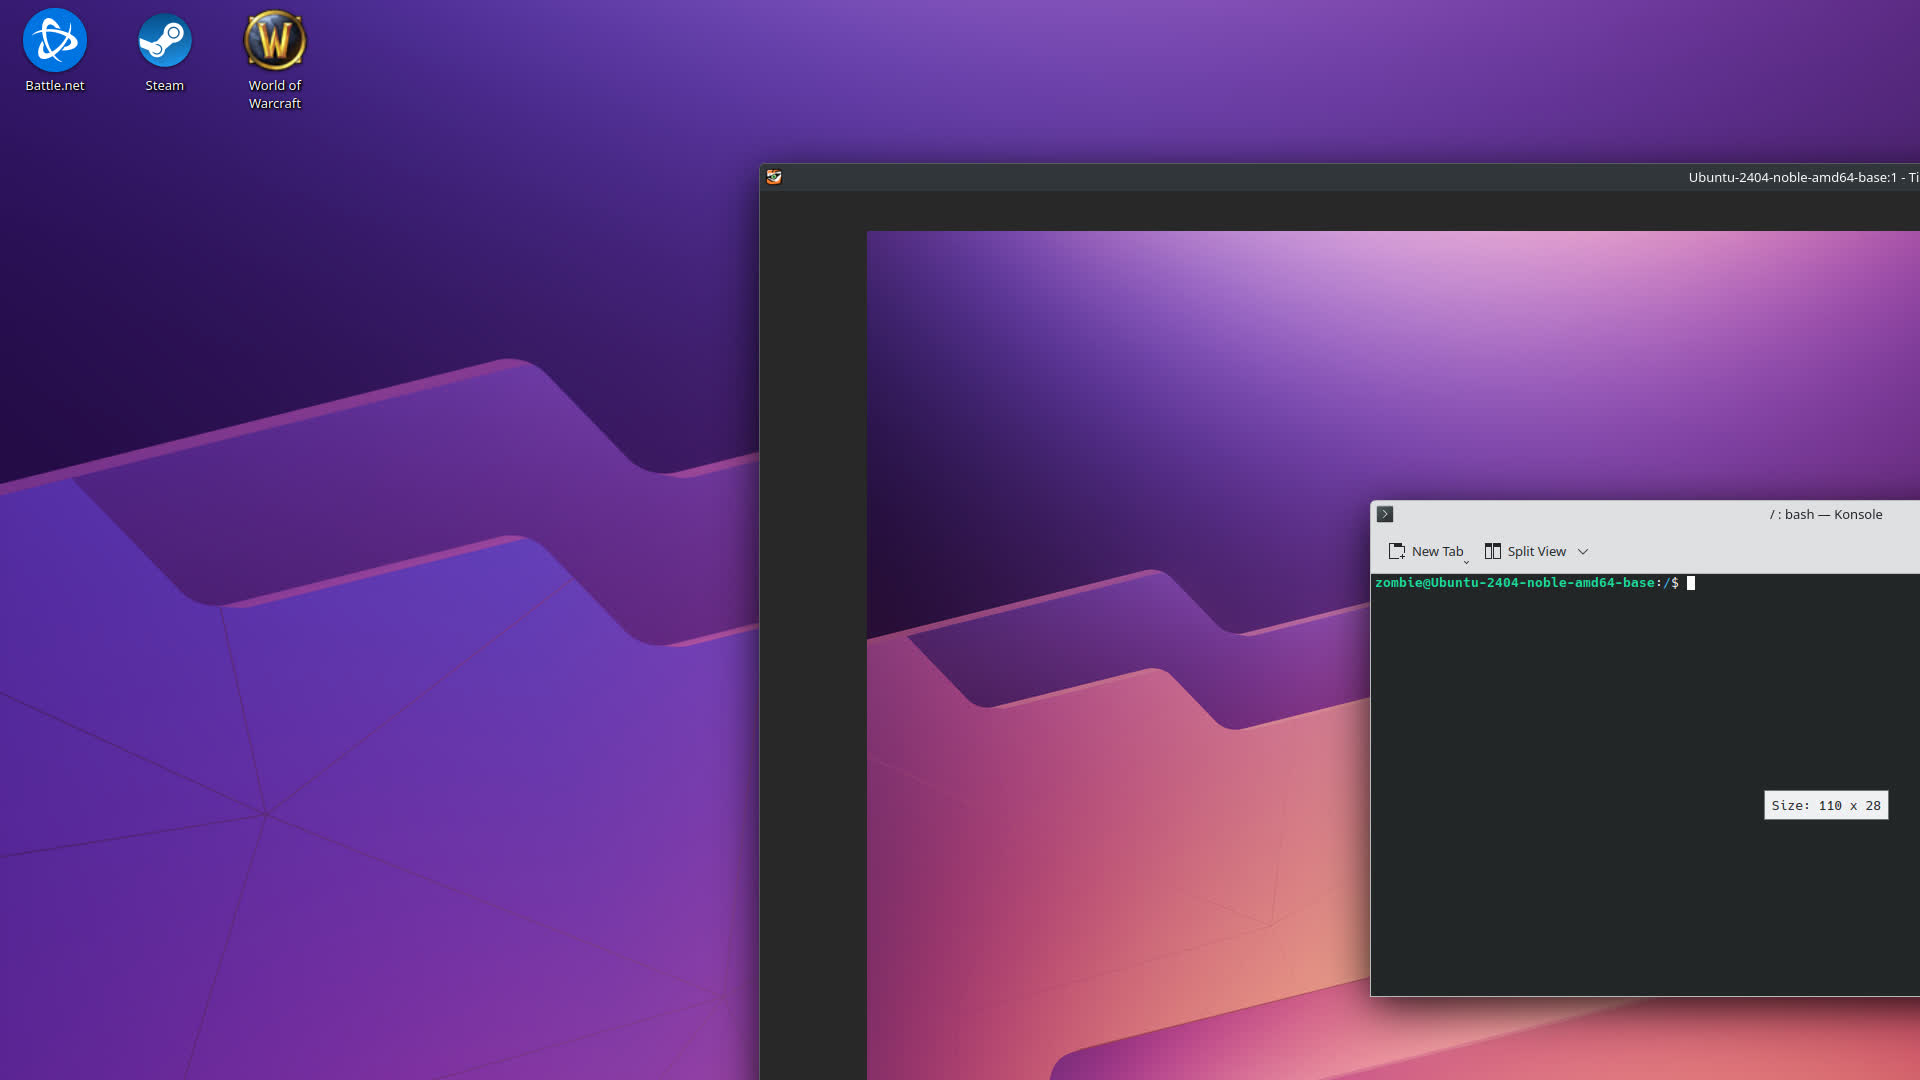 Battle.net
Steam
World of
Warcraft
Ubuntu-2404-noble-amd64-base:1 - Ti
/ : bash — Konsole
New Tab
Split View
zombie@Ubuntu-2404-noble-amd64-base:/$
Size: 110 x 28